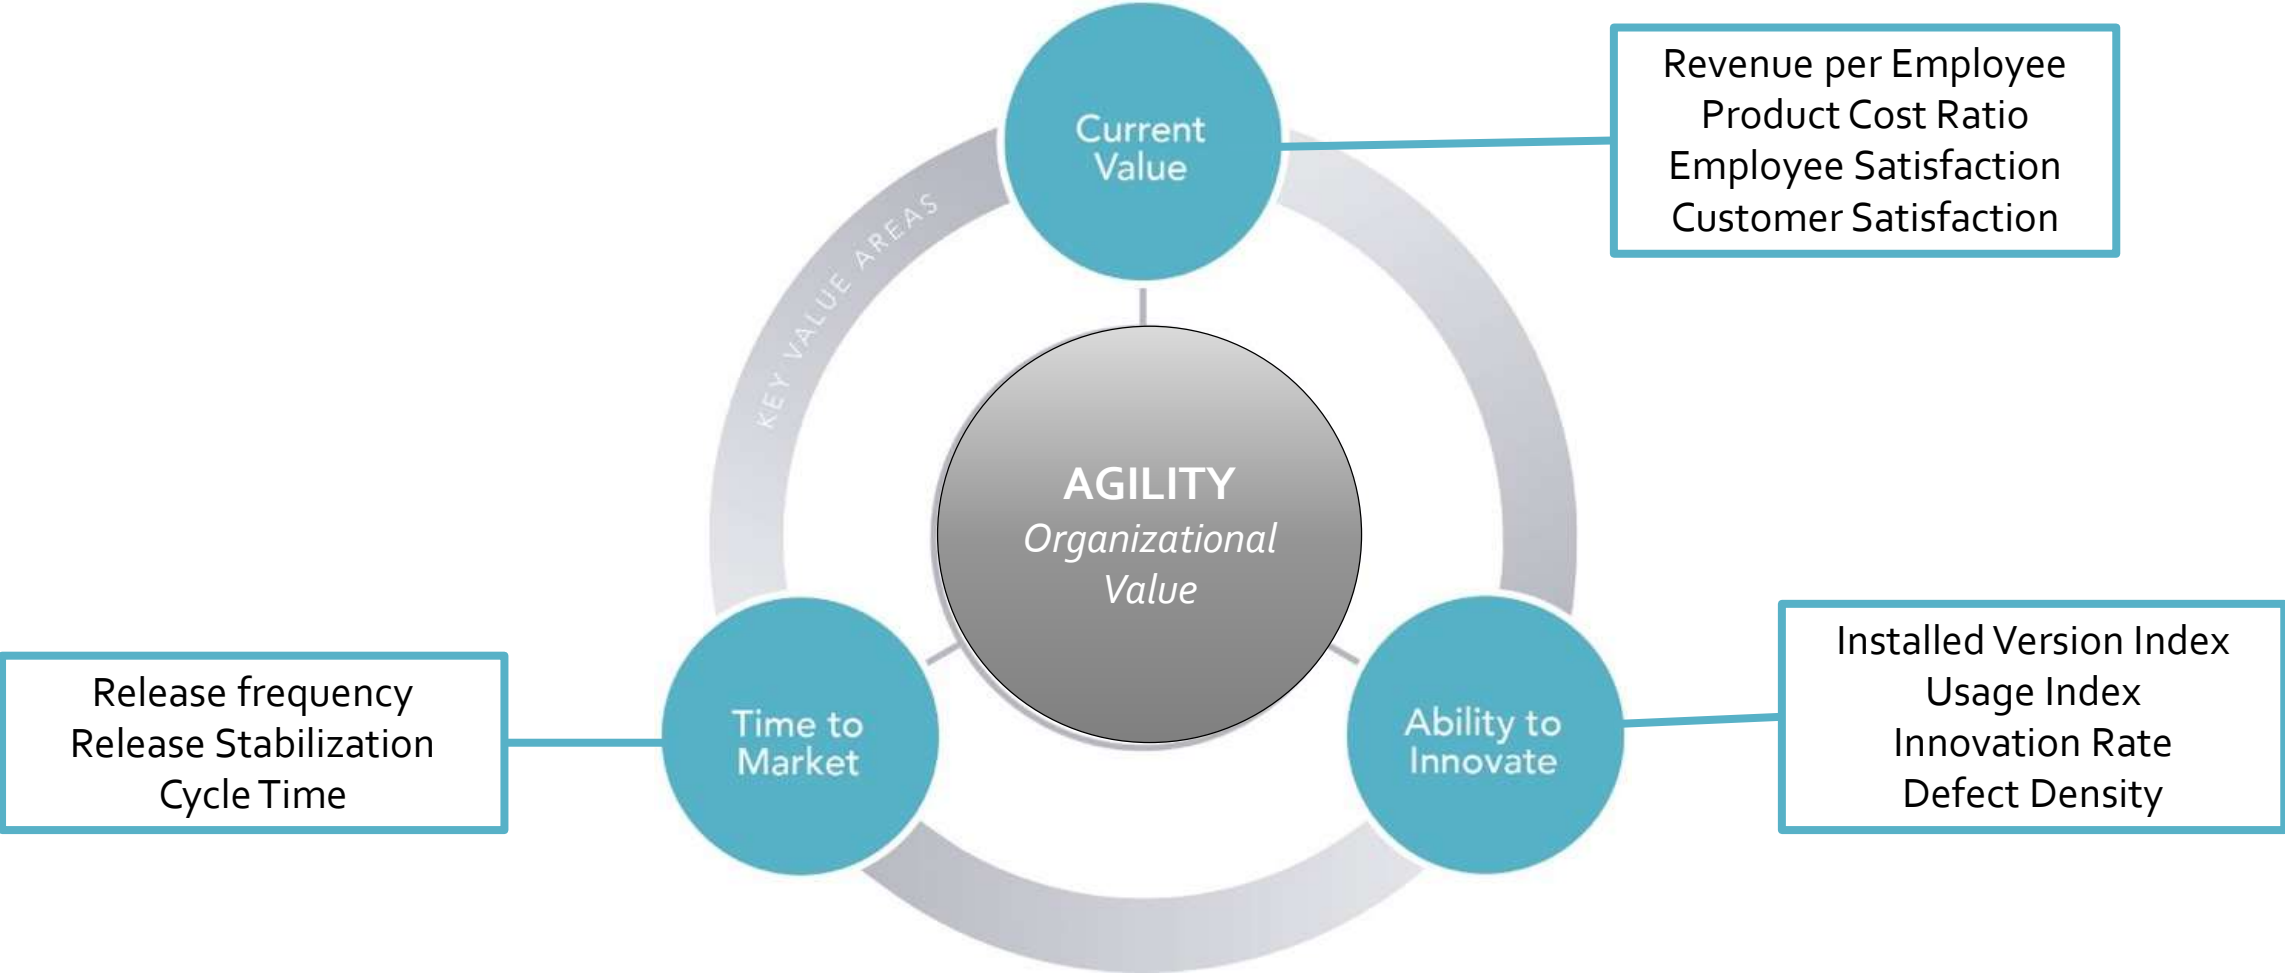 Current
Value
Revenue per Employee
Product Cost Ratio
Employee Satisfaction
Customer Satisfaction
KEY VALUE AREAS
AGILITY
Organizational
Value
Time to
Market
Release frequency
Release Stabilization
Cycle Time
Ability to
Innovate
Installed Version Index
Usage Index
Innovation Rate
Defect Density